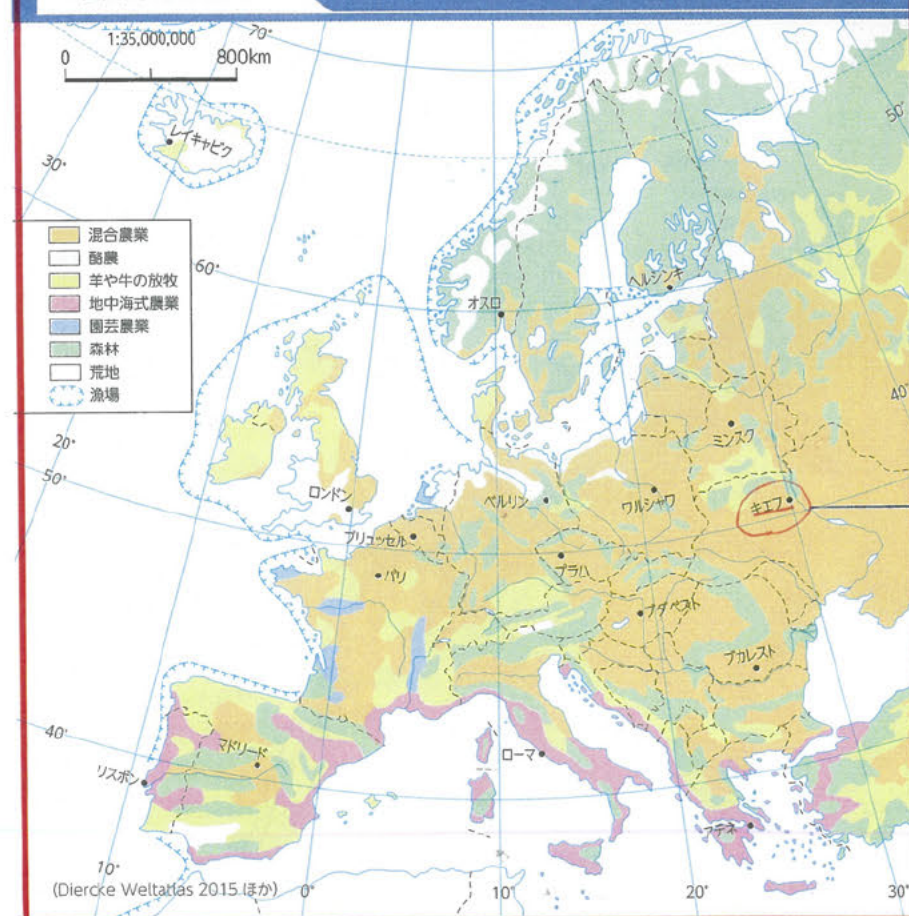 1:35,000,000
0 800km
70°
50°
レイキャビク
30°
混合農業
酪農
羊や牛の放牧
地中海式農業
園芸農業
森林
荒地
漁場
60°
オスロ
ヘルシンキ
40°
20°
50°
ミンスク
ロンドン
ベルリン
ワルシャワ
キエフ
ブリュッセル
パリ
プラハ
ブダペスト
ブカレスト
40°
マドリード
リスボン
ローマ
アテネ
10°
(Diercke Weltatlas 2015 ほか)
0°
10°
20°
30°